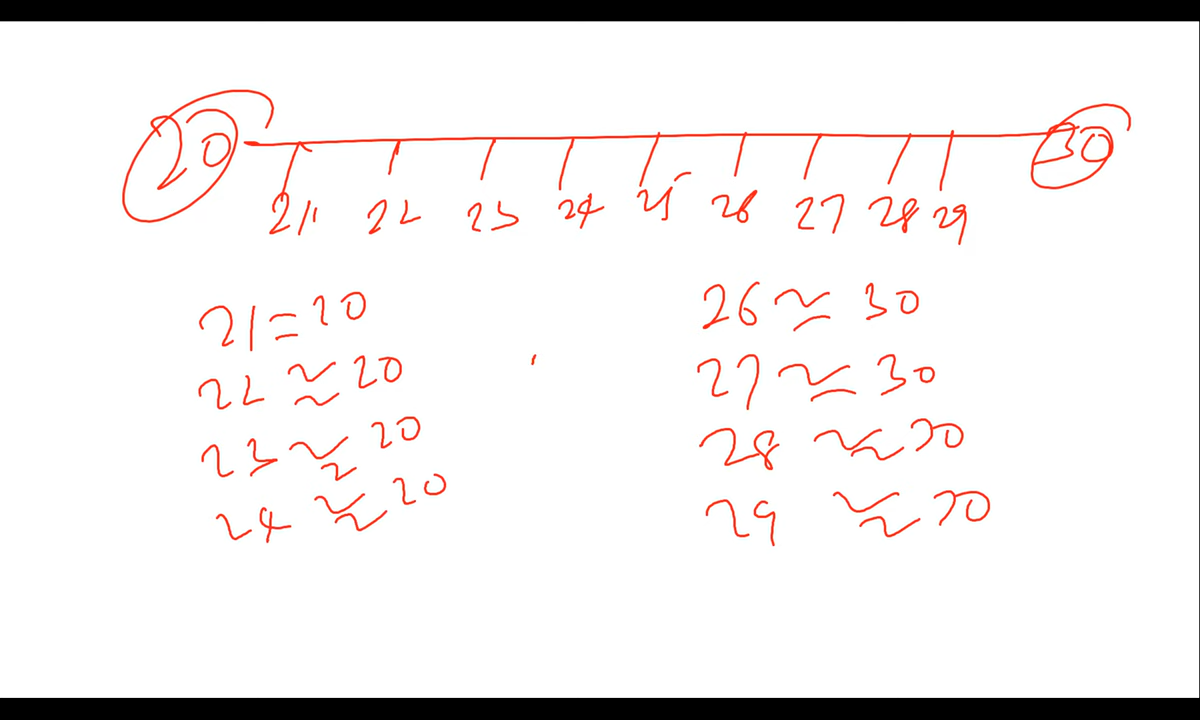 20 30
21 22 23 24 25 26 27 28 29
21 = 20
22 ≈ 20
23 ≈ 20
24 ≈ 20
26 ≈ 30
27 ≈ 30
28 ≈ 30
29 ≈ 30